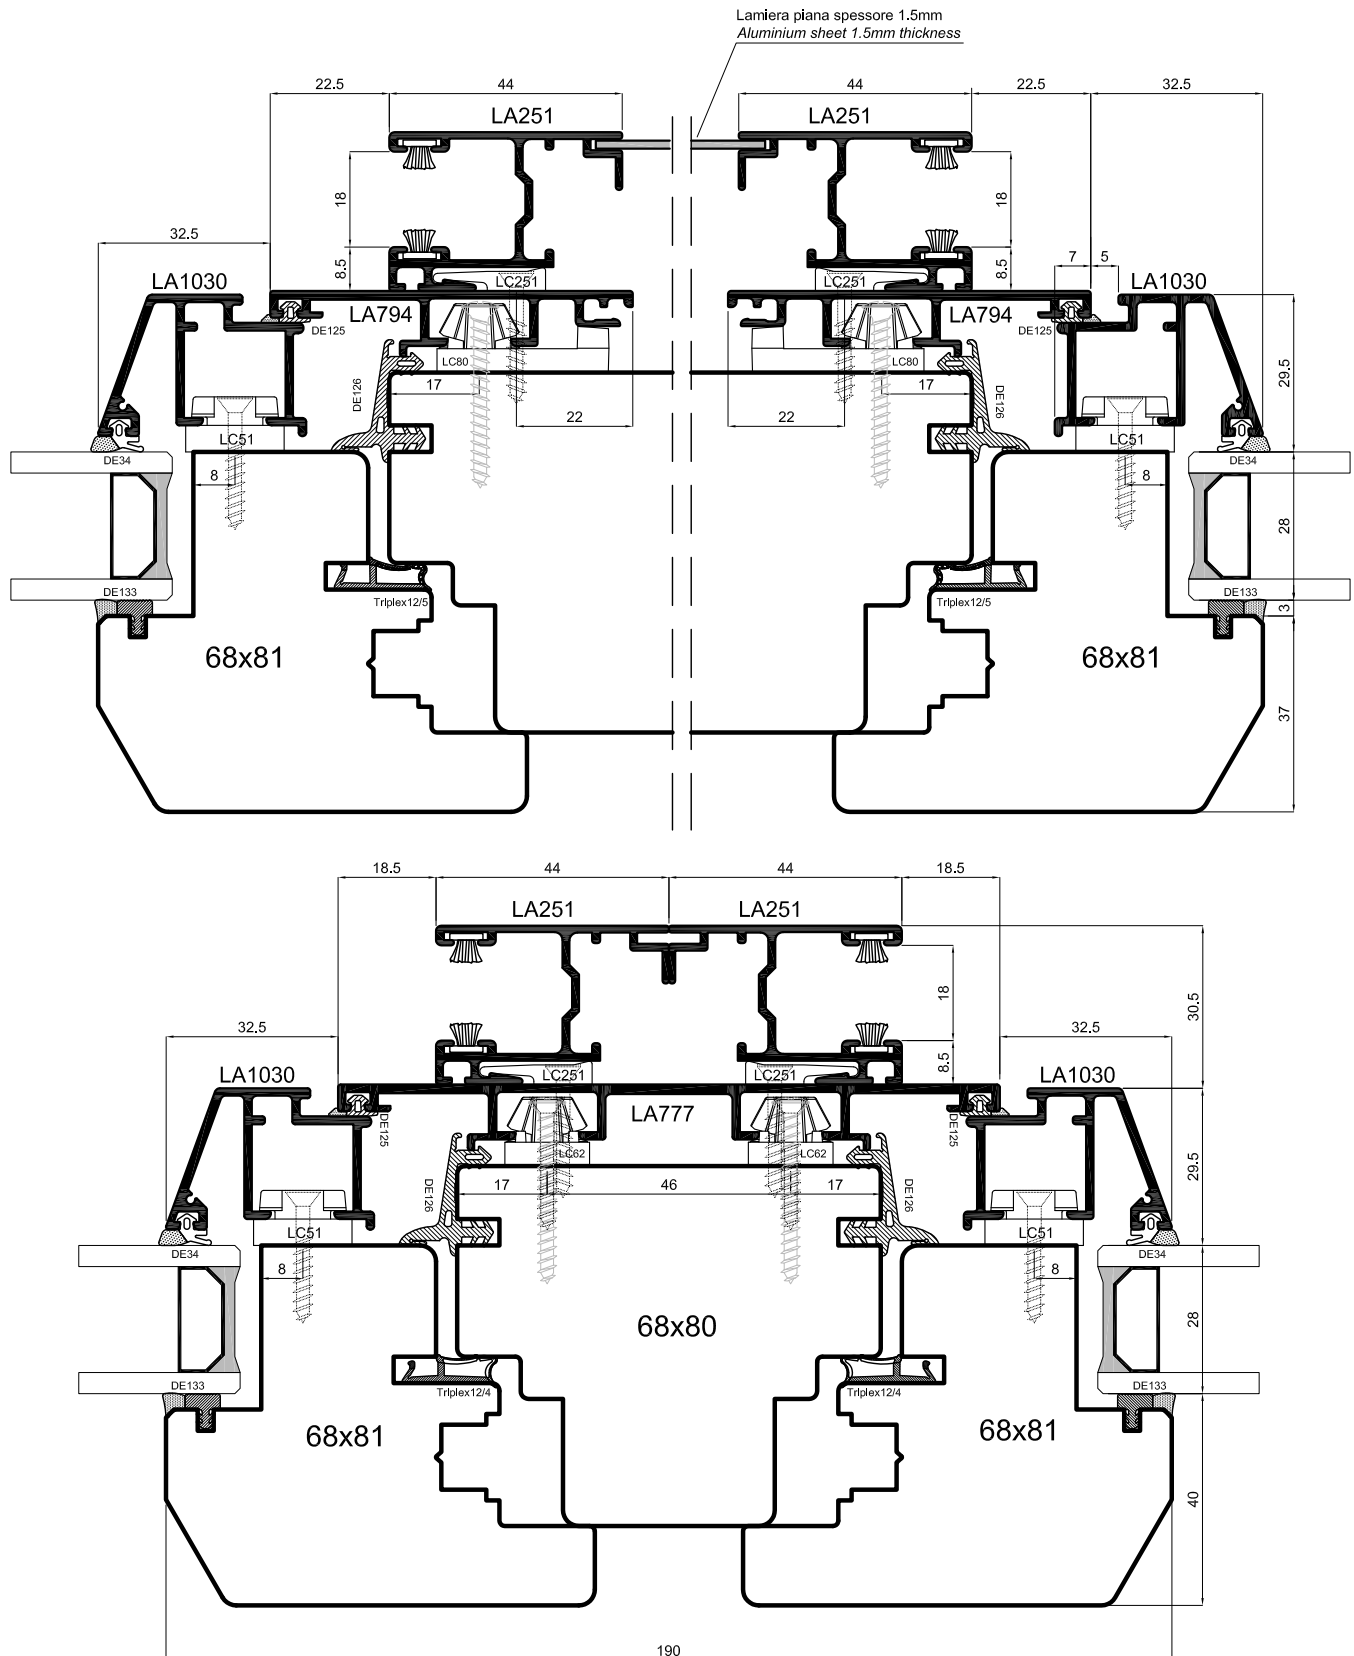 Lamiera piana spessore 1.5mm
Aluminium sheet 1.5mm thickness
22.5 44 44 22.5 32.5
LA251 LA251
18 18
32.5
8.5 8.5
7 5
LA1030 LC251 LC251 LA1030
DE125 LA794 LA794 DE125
LC80 LC80
DE126 17 17 DE126
29.5
22 22
LC51 LC51
DE34 DE34
8 8
28
DE133 DE133
Triplex12/5 Triplex12/5
3
68x81 68x81
37
18.5 44 44 18.5
LA251 LA251
18
30.5
32.5 32.5
8.5
LA1030 LC251 LC251 LA1030
LA777
DE125 DE125
LC62 LC62
DE126 17 46 17 DE126
29.5
LC51 LC51
DE34 DE34
8 8
28
68x80
DE133 DE133
Triplex12/4 Triplex12/4
68x81 68x81
40
190